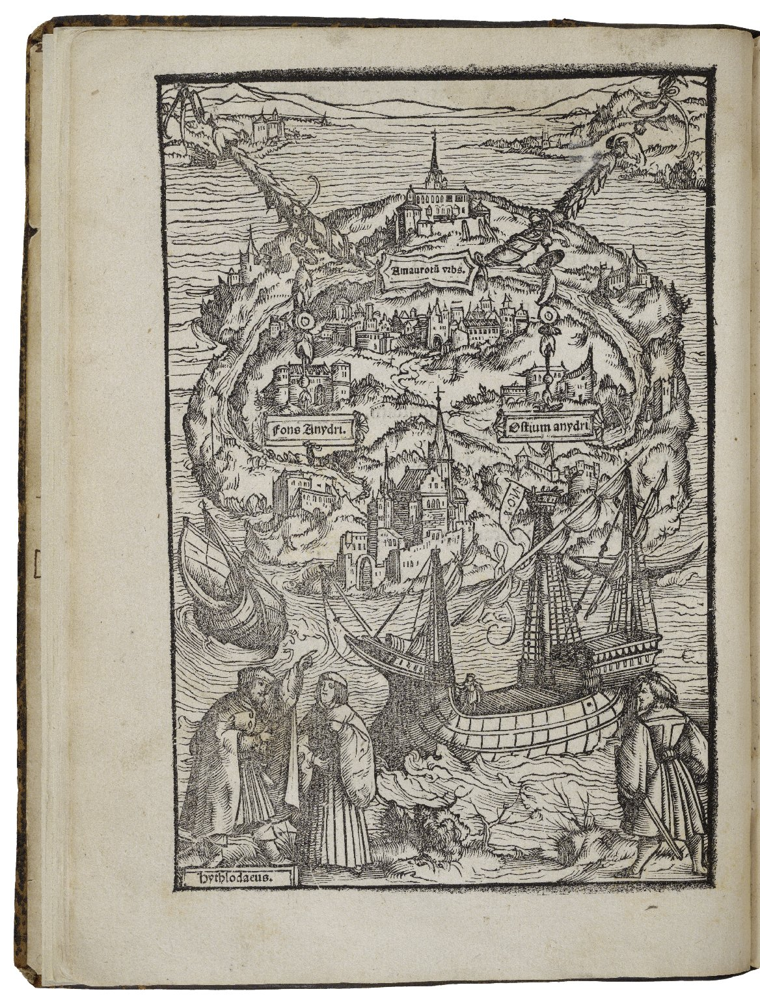 Amaurotū vrbs.
Fons Anydri.
Ostium anydri
Hythlodaeus.